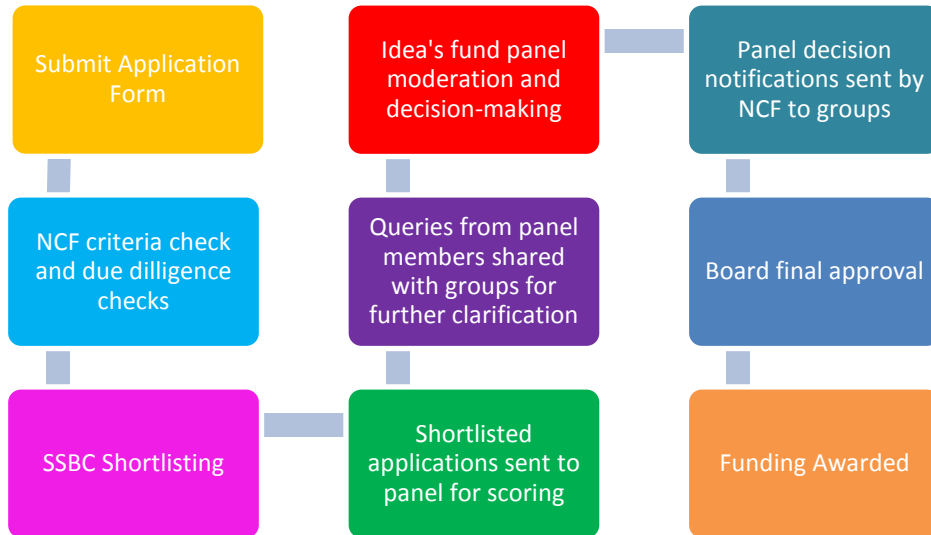 Submit Application
Form
NCF criteria check
and due dilligence
checks
SSBC Shortlisting
Shortlisted
applications sent to
panel for scoring
Queries from panel
members shared
with groups for
further clarification
Idea's fund panel
moderation and
decision-making
Panel decision
notifications sent by
NCF to groups
Board final approval
Funding Awarded